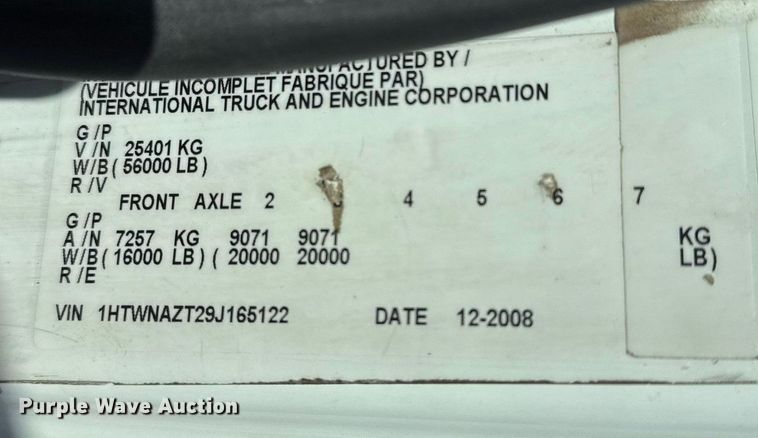 MANUFACTURED BY /
(VEHICULE INCOMPLET FABRIQUE PAR)
INTERNATIONAL TRUCK AND ENGINE CORPORATION
G /P
V /N 25401 KG
W/B ( 56000 LB )
R /V
FRONT AXLE 2 4 5 6 7
G /P
A /N 7257 KG 9071 9071 KG
W/B ( 16000 LB ) ( 20000 20000 LB )
R /E
VIN 1HTWNAZT29J165122 DATE 12-2008
Purple Wave Auction